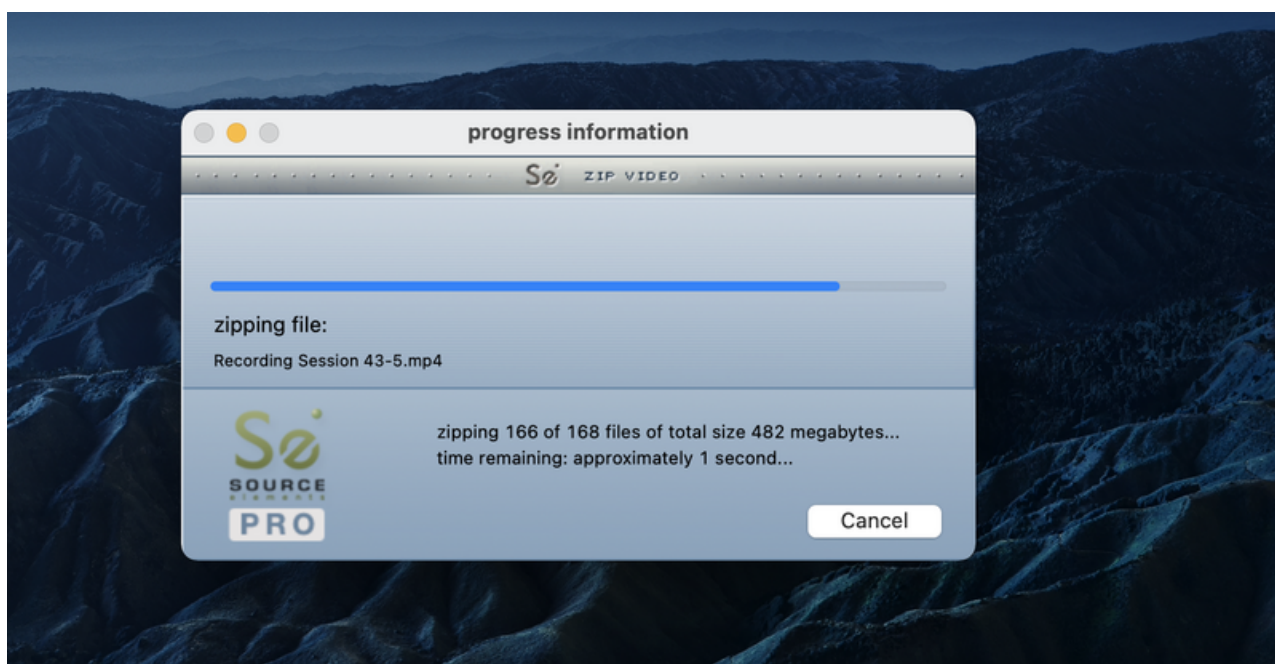 progress information
Se ZIP VIDEO
zipping file:
Recording Session 43-5.mp4
Se
SOURCE
elements
PRO
zipping 166 of 168 files of total size 482 megabytes...
time remaining: approximately 1 second...
Cancel